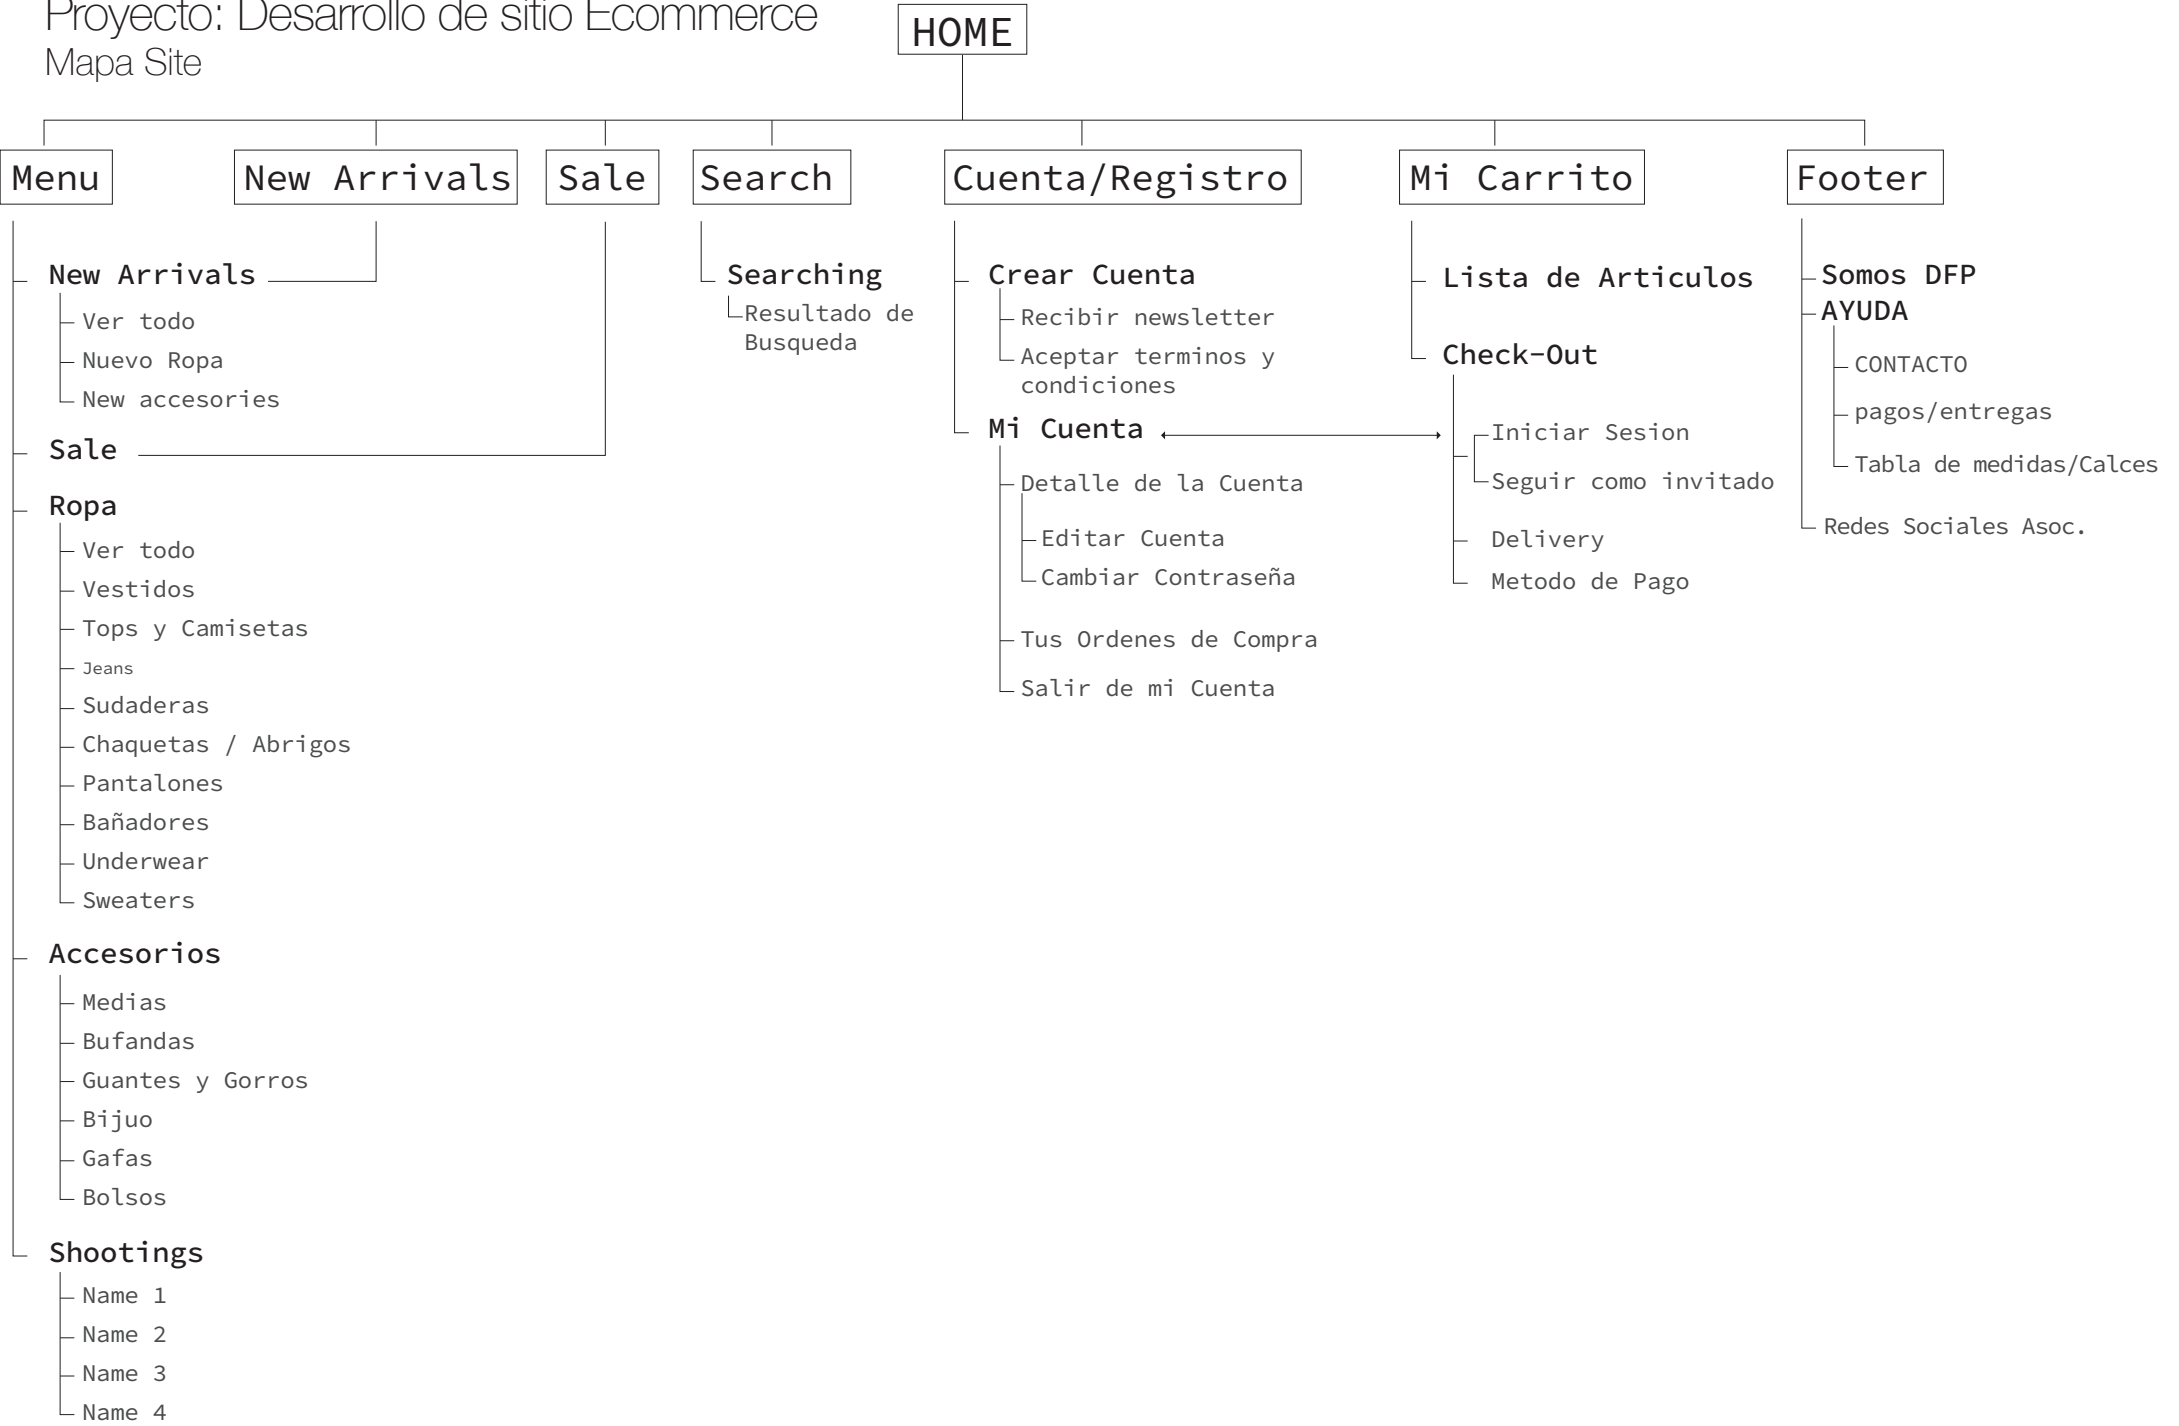 Proyecto: Desarrollo de sitio Ecommerce
Mapa Site
HOME
Menu
New Arrivals
Sale
Search
Cuenta/Registro
Mi Carrito
Footer
New Arrivals
Ver todo
Nuevo Ropa
New accesories
Sale
Ropa
Ver todo
Vestidos
Tops y Camisetas
Jeans
Sudaderas
Chaquetas / Abrigos
Pantalones
Bañadores
Underwear
Sweaters
Accesorios
Medias
Bufandas
Guantes y Gorros
Bijuo
Gafas
Bolsos
Shootings
Name 1
Name 2
Name 3
Name 4
Searching
Resultado de
Busqueda
Crear Cuenta
Recibir newsletter
Aceptar terminos y
condiciones
Mi Cuenta
Detalle de la Cuenta
Editar Cuenta
Cambiar Contraseña
Tus Ordenes de Compra
Salir de mi Cuenta
Lista de Articulos
Check-Out
Iniciar Sesion
Seguir como invitado
Delivery
Metodo de Pago
Somos DFP
AYUDA
CONTACTO
pagos/entregas
Tabla de medidas/Calces
Redes Sociales Asoc.